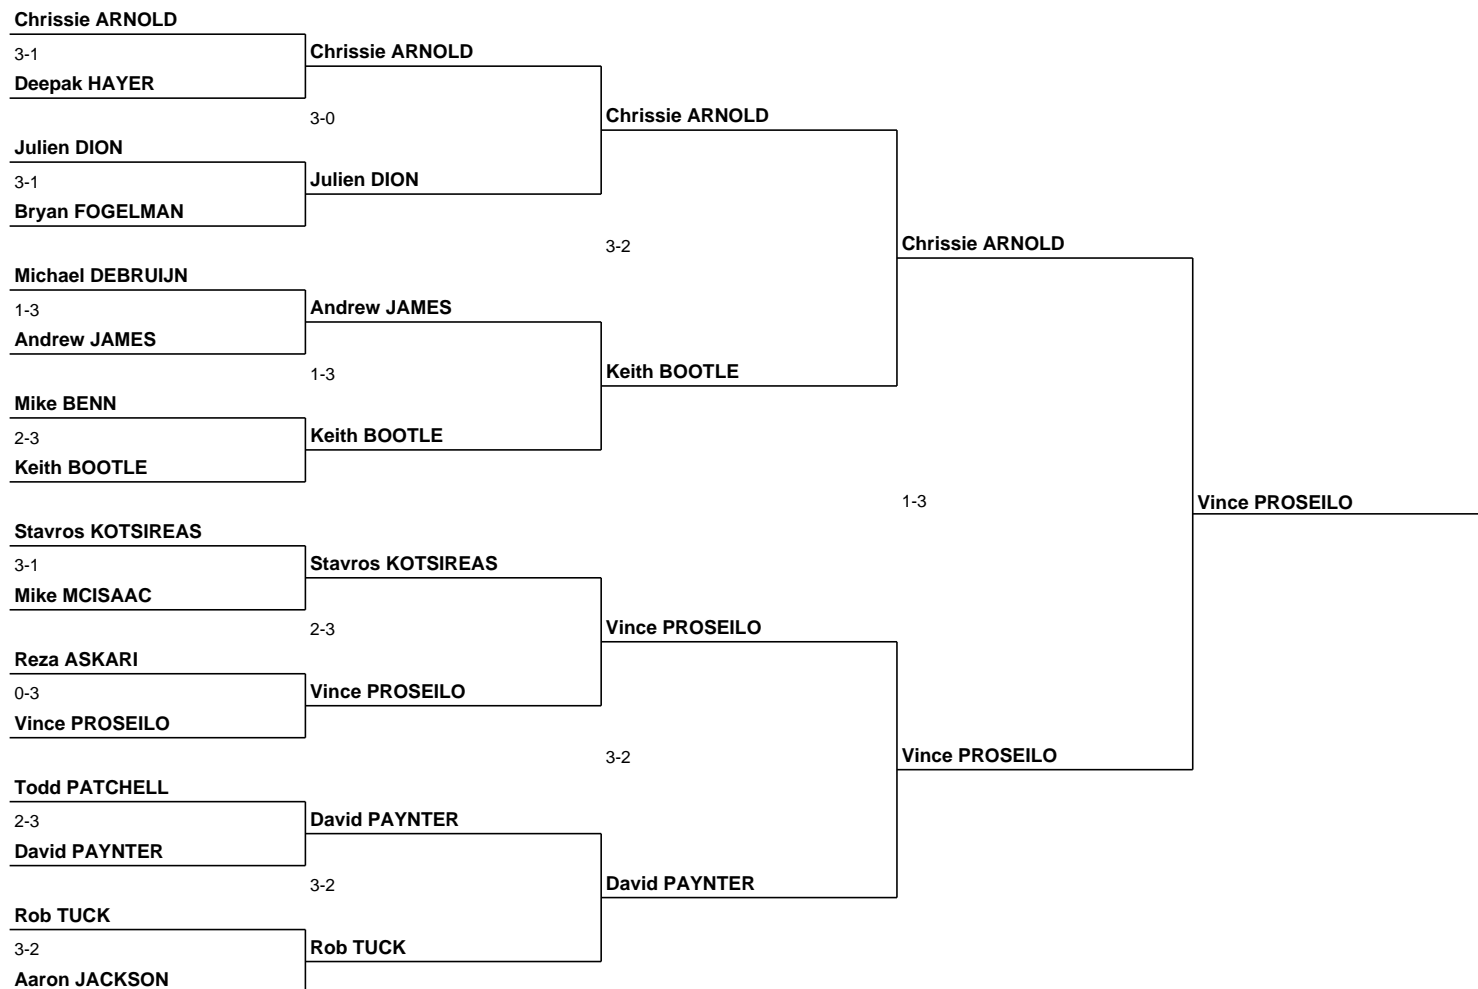 Chrissie ARNOLD
3-1
Chrissie ARNOLD
Deepak HAYER
3-0
Chrissie ARNOLD
Julien DION
3-1
Julien DION
Bryan FOGELMAN
3-2
Chrissie ARNOLD
Michael DEBRUIJN
1-3
Andrew JAMES
Andrew JAMES
1-3
Keith BOOTLE
Mike BENN
2-3
Keith BOOTLE
Keith BOOTLE
1-3
Vince PROSEILO
Stavros KOTSIREAS
3-1
Stavros KOTSIREAS
Mike MCISAAC
2-3
Vince PROSEILO
Reza ASKARI
0-3
Vince PROSEILO
Vince PROSEILO
3-2
Vince PROSEILO
Todd PATCHELL
2-3
David PAYNTER
David PAYNTER
3-2
David PAYNTER
Rob TUCK
3-2
Rob TUCK
Aaron JACKSON